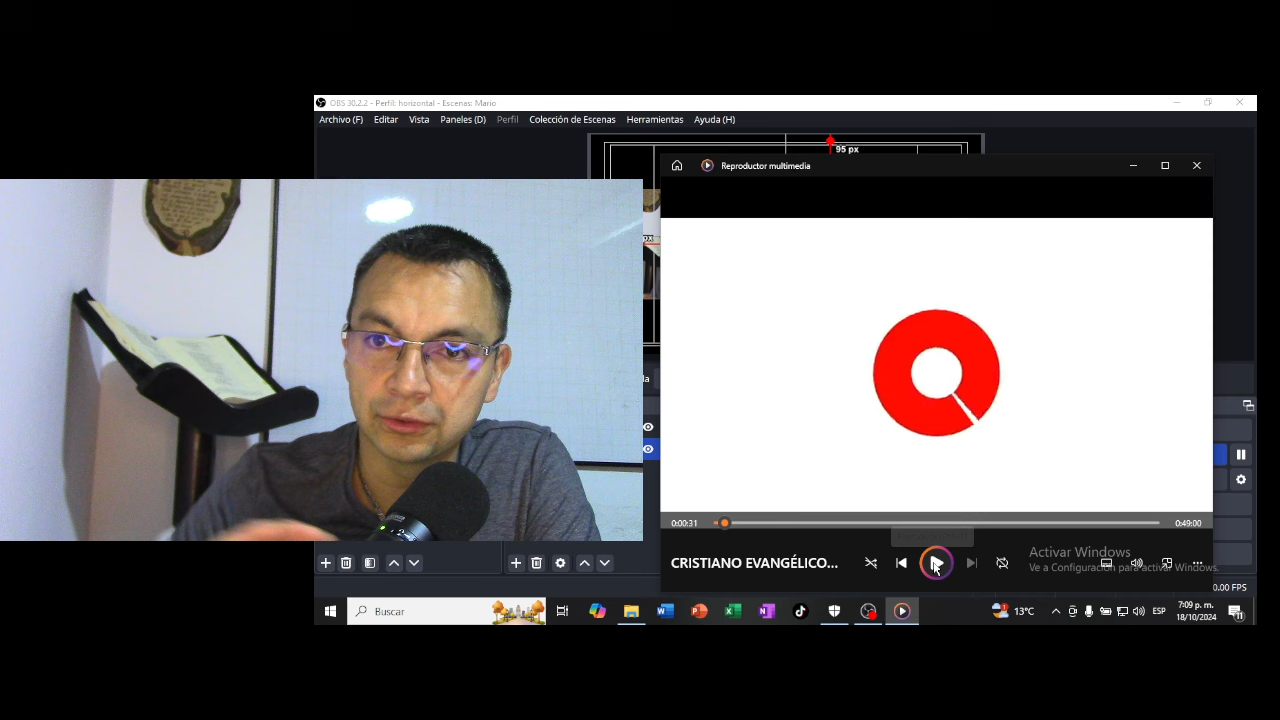 OBS 30.2.2 - Perfil: horizontal - Escenas: Mario
Archivo (F) Editar Vista Paneles (D) Perfil Colección de Escenas Herramientas Ayuda (H)
95 px
Reproductor multimedia
0:00:31
0:49:00
CRISTIANO EVANGÉLICO...
Activar Windows
Ve a Configuración para activar Windows.
0.00 FPS
Buscar
13°C
ESP
7:09 p. m.
18/10/2024